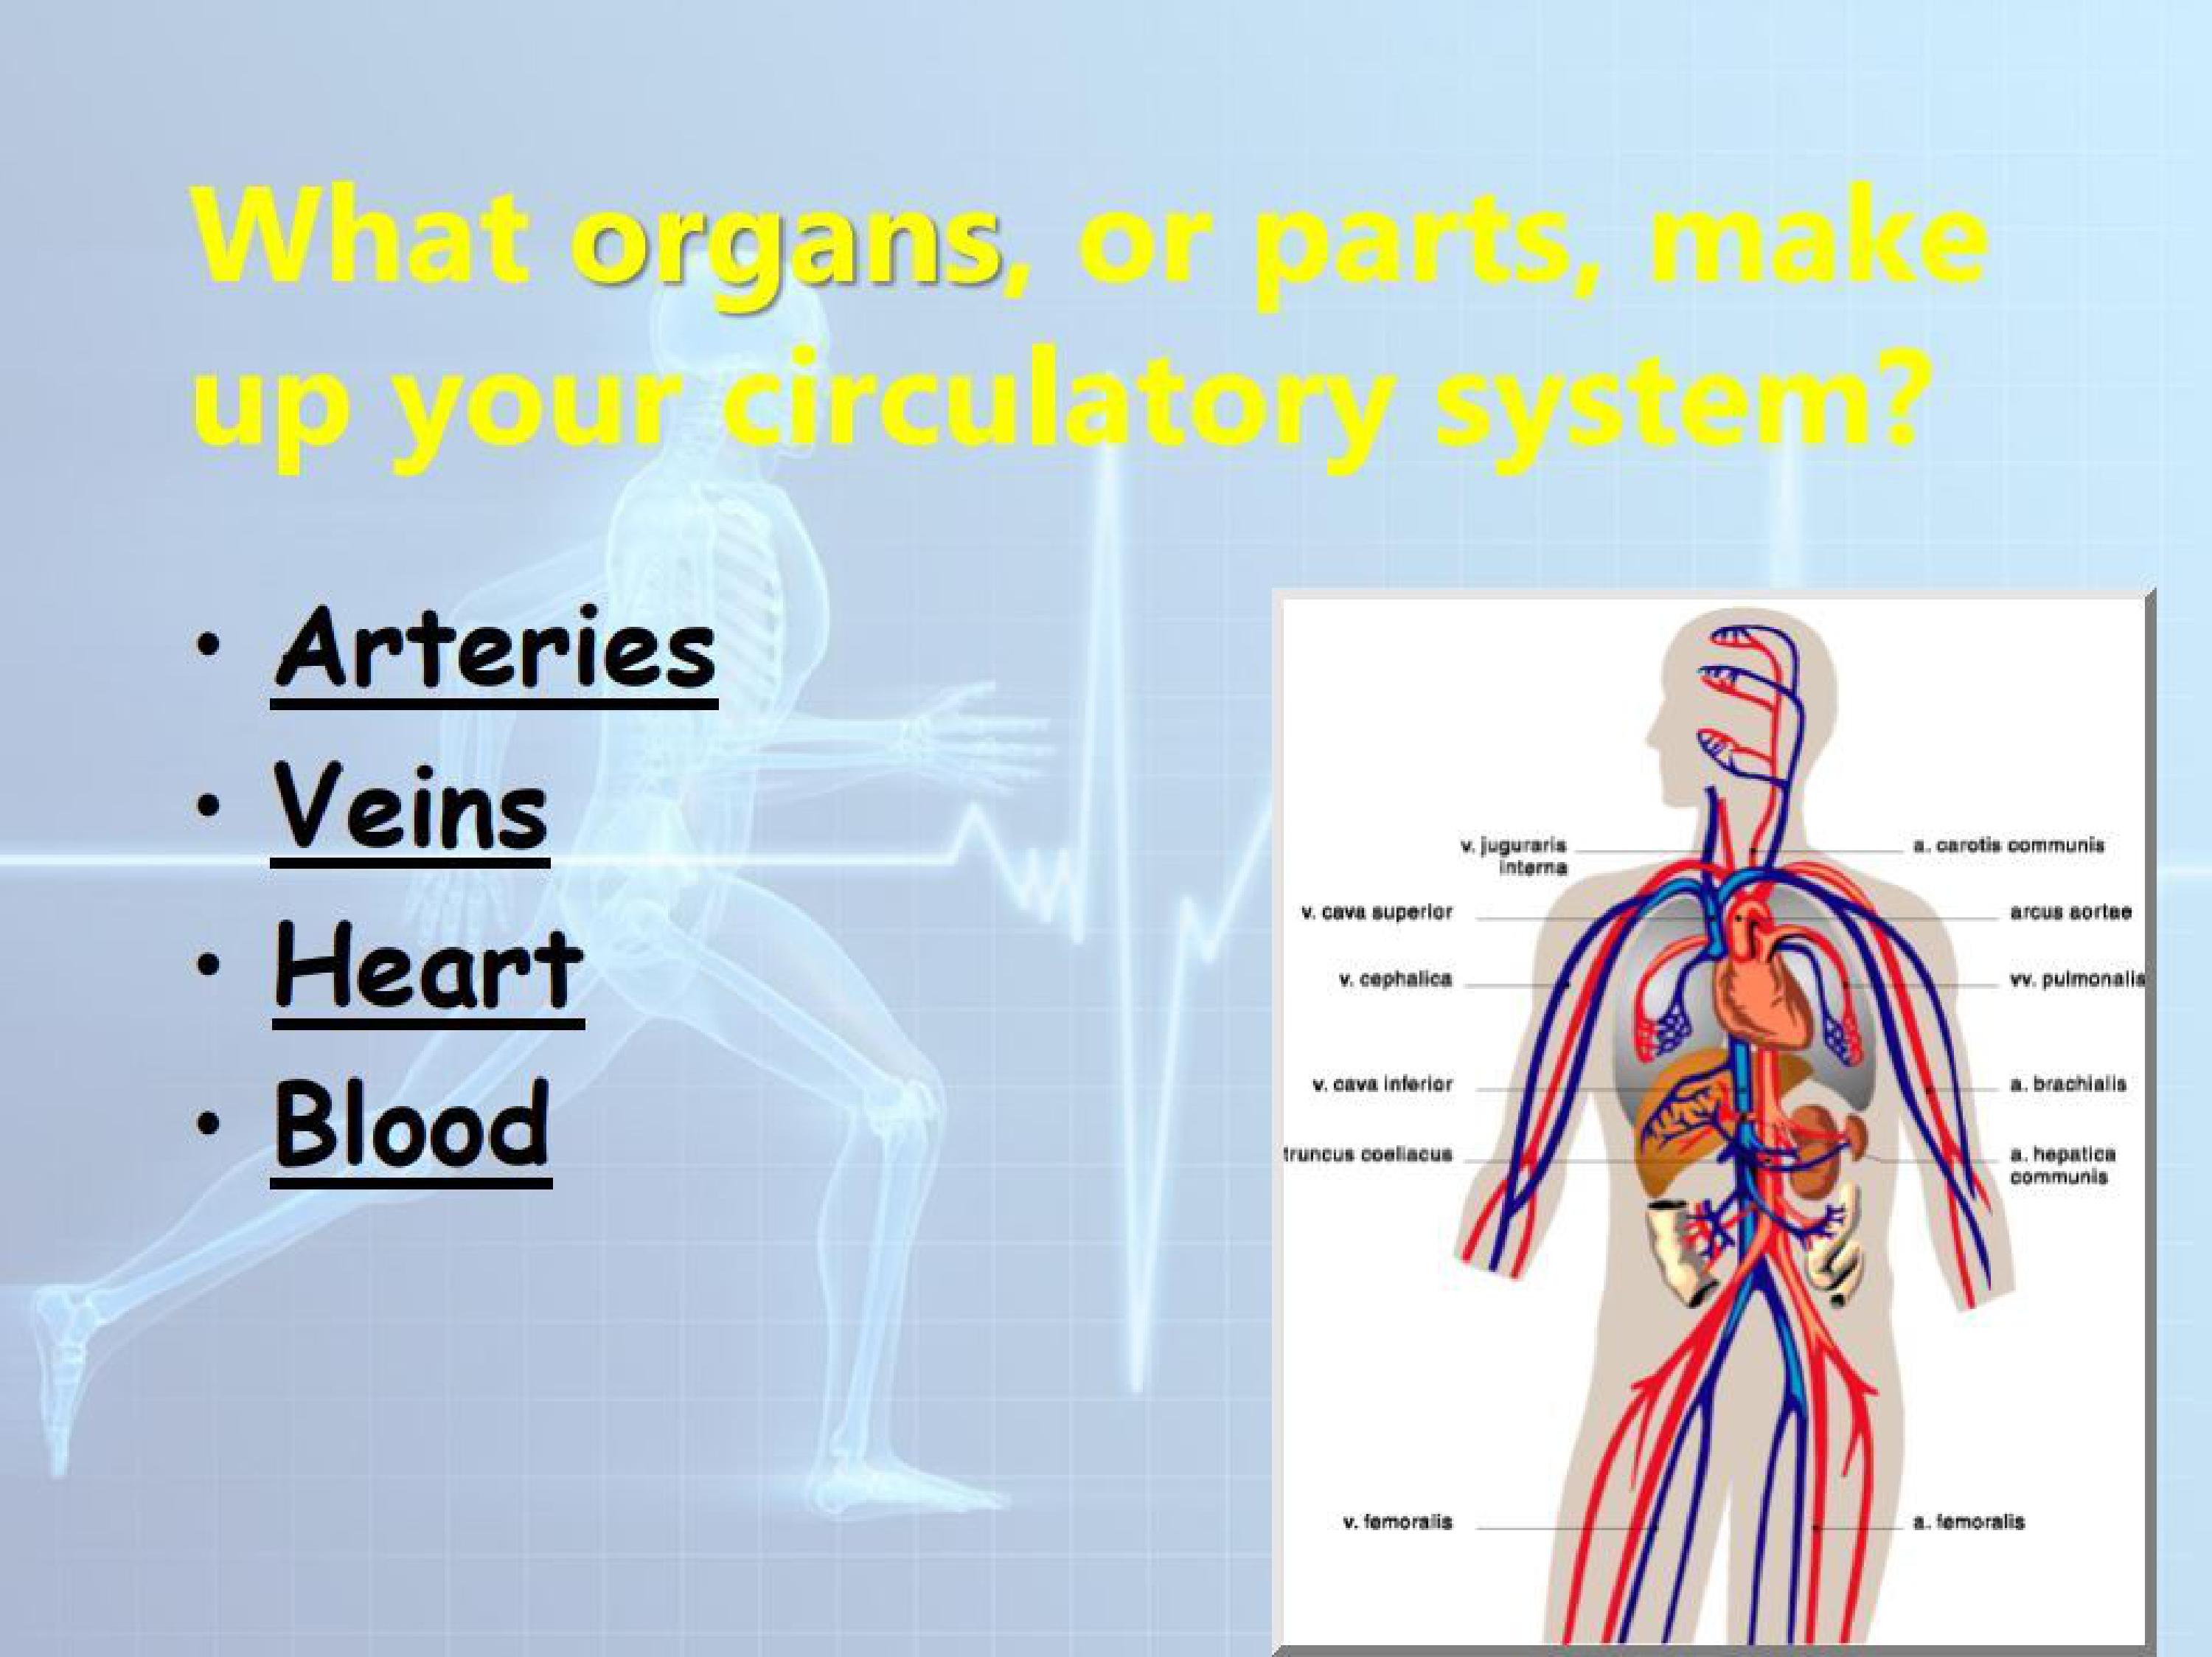 What organs, or parts, make
up your circulatory system?
• Arteries
• Veins
• Heart
• Blood
v. juguraris
interna
v. cava superior
v. cephalica
v. cava inferior
truncus coeliacus
v. femoralis
a. carotis communis
arcus aortae
vv. pulmonalis
a. brachialis
a. hepatica
communis
a. femoralis